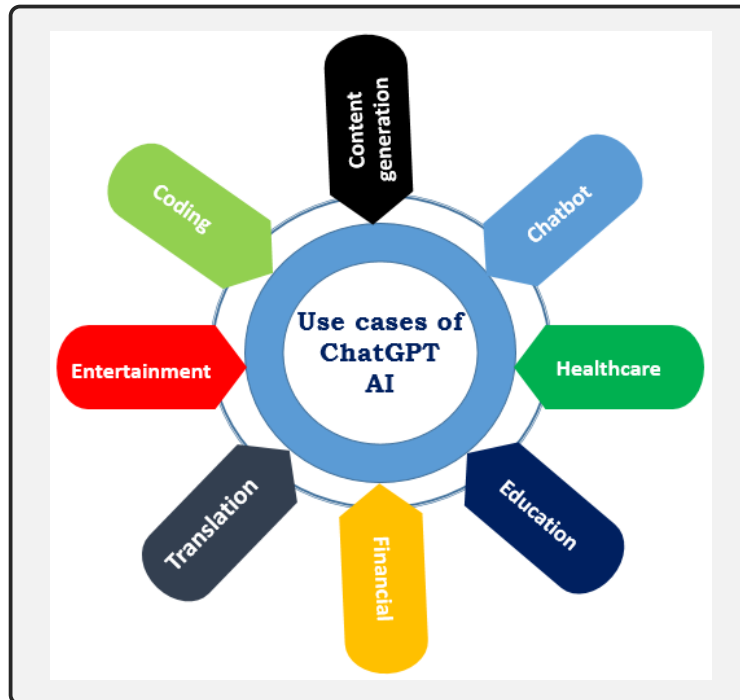 Content
generation
Chatbot
Healthcare
Education
Financial
Translation
Entertainment
Coding
Use cases of
ChatGPT
AI